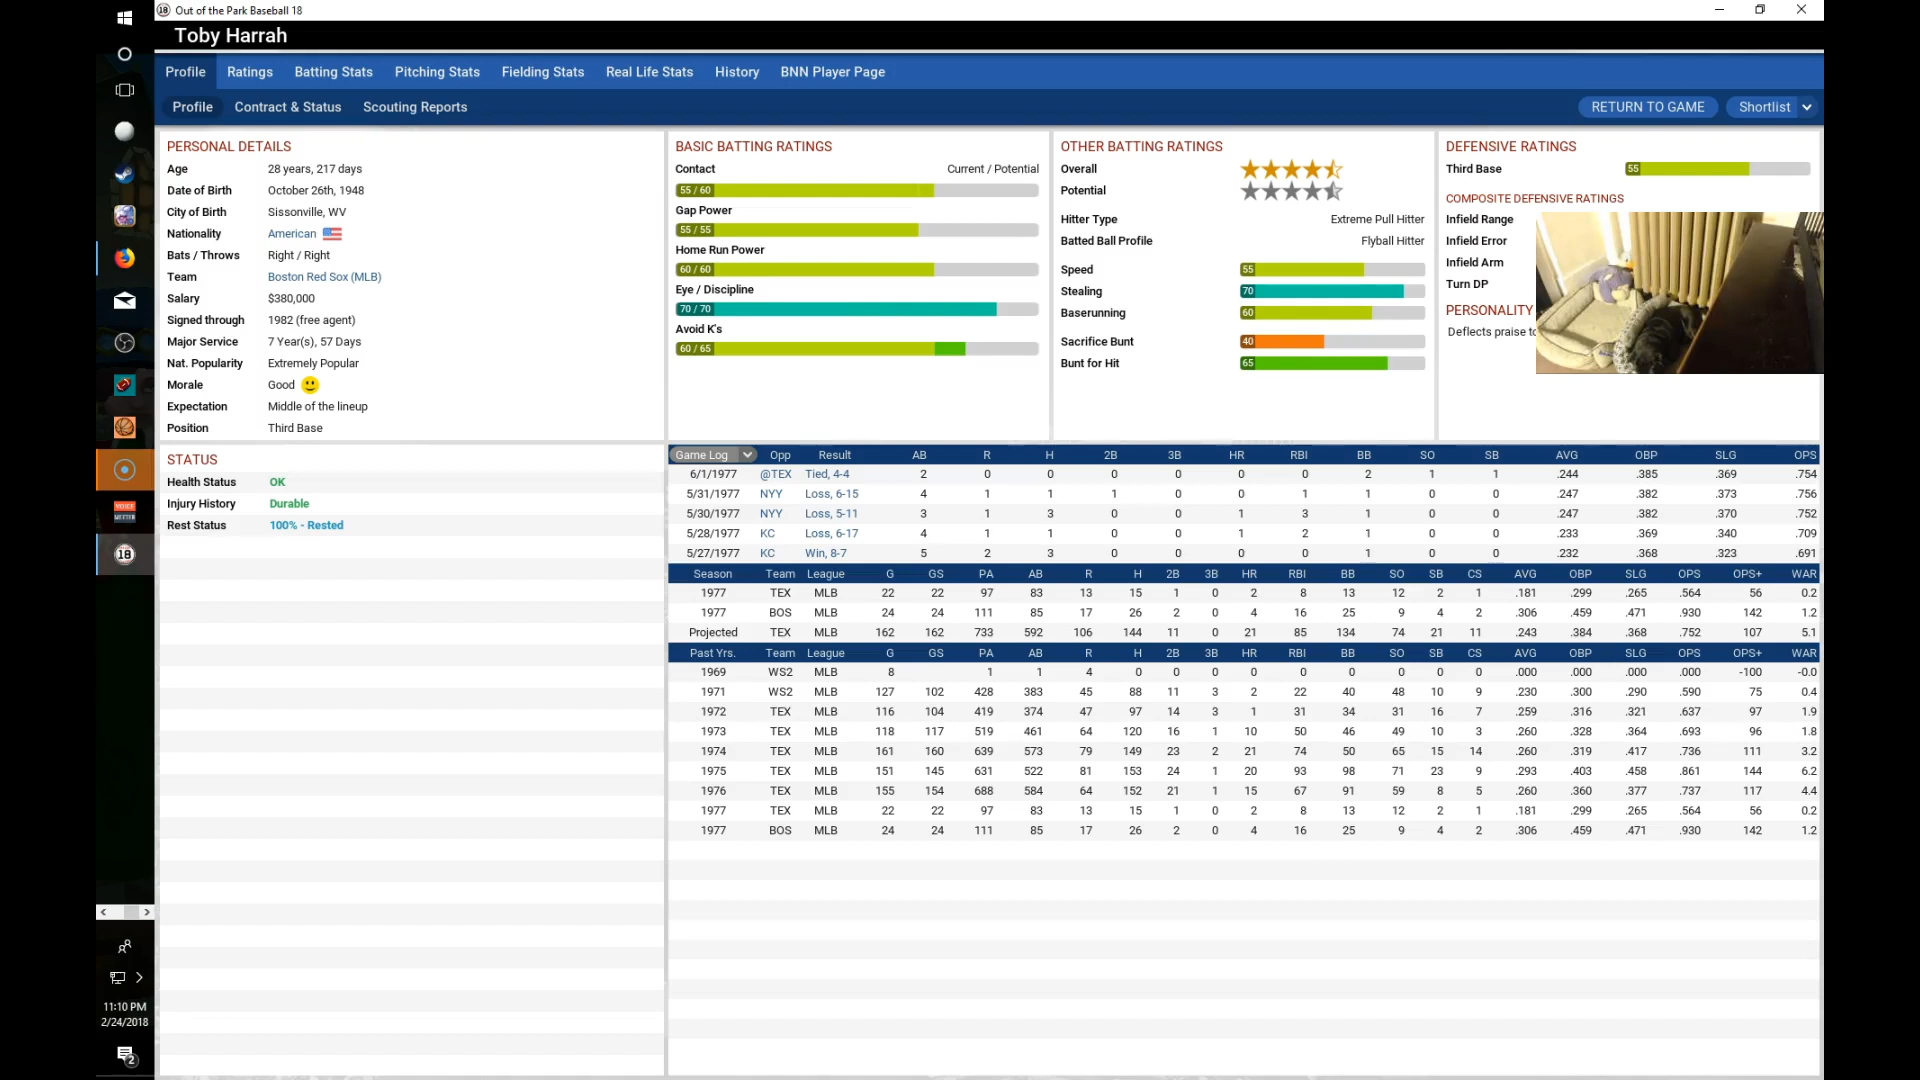 Out of the Park Baseball 18
Toby Harrah
Profile Ratings Batting Stats Pitching Stats Fielding Stats Real Life Stats History BNN Player Page
Profile Contract & Status Scouting Reports RETURN TO GAME Shortlist
PERSONAL DETAILS
Age 28 years, 217 days
Date of Birth October 26th, 1948
City of Birth Sissonville, WV
Nationality American
Bats / Throws Right / Right
Team Boston Red Sox (MLB)
Salary $380,000
Signed through 1982 (free agent)
Major Service 7 Year(s), 57 Days
Nat. Popularity Extremely Popular
Morale Good
Expectation Middle of the lineup
Position Third Base
BASIC BATTING RATINGS
Contact Current / Potential
55 / 60
Gap Power
55 / 55
Home Run Power
60 / 60
Eye / Discipline
70 / 70
Avoid K's
60 / 65
OTHER BATTING RATINGS
Overall
Potential
Hitter Type Extreme Pull Hitter
Batted Ball Profile Flyball Hitter
Speed 55
Stealing 70
Baserunning 60
Sacrifice Bunt 40
Bunt for Hit 65
DEFENSIVE RATINGS
Third Base 55
COMPOSITE DEFENSIVE RATINGS
Infield Range
Infield Error
Infield Arm
Turn DP
PERSONALITY
Deflects praise to
STATUS
Health Status OK
Injury History Durable
Rest Status 100% - Rested
Game Log Opp Result AB R H 2B 3B HR RBI BB SO SB AVG OBP SLG OPS
6/1/1977 @TEX Tied, 4-4 2 0 0 0 0 0 0 2 1 1 .244 .385 .369 .754
5/31/1977 NYY Loss, 6-15 4 1 1 1 0 0 1 1 0 0 .247 .382 .373 .756
5/30/1977 NYY Loss, 5-11 3 1 3 0 0 1 3 1 0 0 .247 .382 .370 .752
5/28/1977 KC Loss, 6-17 4 1 1 0 0 1 2 1 0 0 .233 .369 .340 .709
5/27/1977 KC Win, 8-7 5 2 3 0 0 0 0 1 0 0 .232 .368 .323 .691
Season Team League G GS PA AB R H 2B 3B HR RBI BB SO SB CS AVG OBP SLG OPS OPS+ WAR
1977 TEX MLB 22 22 97 83 13 15 1 0 2 8 13 12 2 1 .181 .299 .265 .564 56 0.2
1977 BOS MLB 24 24 111 85 17 26 2 0 4 16 25 9 4 2 .306 .459 .471 .930 142 1.2
Projected TEX MLB 162 162 733 592 106 144 11 0 21 85 134 74 21 11 .243 .384 .368 .752 107 5.1
Past Yrs. Team League G GS PA AB R H 2B 3B HR RBI BB SO SB CS AVG OBP SLG OPS OPS+ WAR
1969 WS2 MLB 8 1 1 4 0 0 0 0 0 0 0 0 0 .000 .000 .000 .000 -100 -0.0
1971 WS2 MLB 127 102 428 383 45 88 11 3 2 22 40 48 10 9 .230 .300 .290 .590 75 0.4
1972 TEX MLB 116 104 419 374 47 97 14 3 1 31 34 31 16 7 .259 .316 .321 .637 97 1.9
1973 TEX MLB 118 117 519 461 64 120 16 1 10 50 46 49 10 3 .260 .328 .364 .693 96 1.8
1974 TEX MLB 161 160 639 573 79 149 23 2 21 74 50 65 15 14 .260 .319 .417 .736 111 3.2
1975 TEX MLB 151 145 631 522 81 153 24 1 20 93 98 71 23 9 .293 .403 .458 .861 144 6.2
1976 TEX MLB 155 154 688 584 64 152 21 1 15 67 91 59 8 5 .260 .360 .377 .737 117 4.4
1977 TEX MLB 22 22 97 83 13 15 1 0 2 8 13 12 2 1 .181 .299 .265 .564 56 0.2
1977 BOS MLB 24 24 111 85 17 26 2 0 4 16 25 9 4 2 .306 .459 .471 .930 142 1.2
VOICE
MEETER
18
11:10 PM
2/24/2018
2